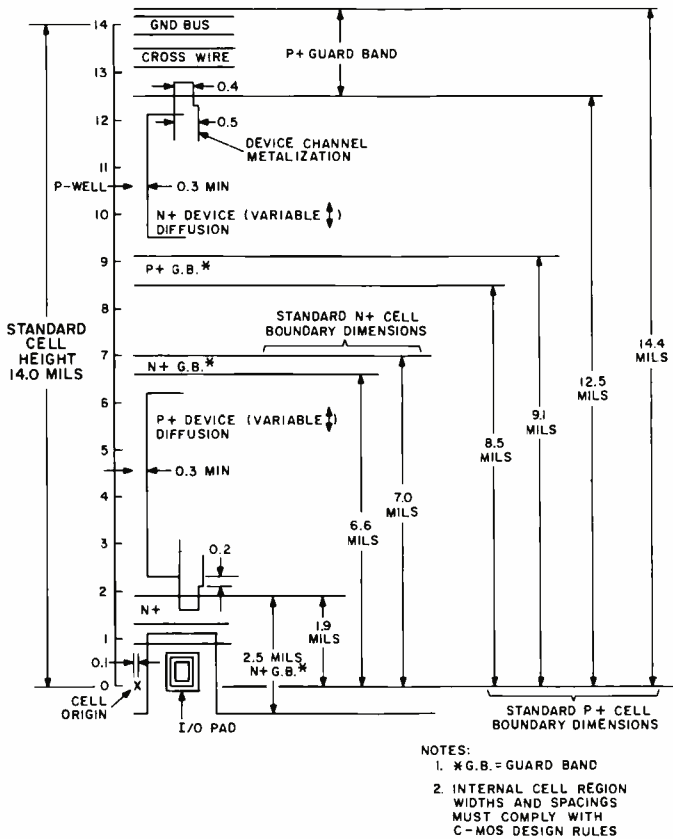 14
GND BUS
CROSS WIRE
13
P+ GUARD BAND
0.4
12
0.5
DEVICE CHANNEL
METALIZATION
11
P-WELL
0.3 MIN
10
N+ DEVICE (VARIABLE)
DIFFUSION
9
P+ G.B.*
8
STANDARD N+ CELL
BOUNDARY DIMENSIONS
STANDARD
CELL
HEIGHT
14.0 MILS
7
N+ G.B.*
14.4
MILS
12.5
MILS
9.1
MILS
8.5
MILS
6
P+ DEVICE (VARIABLE)
DIFFUSION
5
0.3 MIN
7.0
MILS
6.6
MILS
4
3
0.2
2
N+
1.9
MILS
1
2.5 MILS
N+ G.B.*
0.1
0
X
CELL
ORIGIN
I/O PAD
STANDARD P+ CELL
BOUNDARY DIMENSIONS
NOTES:
1. *G.B. = GUARD BAND
2. INTERNAL CELL REGION
WIDTHS AND SPACINGS
MUST COMPLY WITH
C-MOS DESIGN RULES